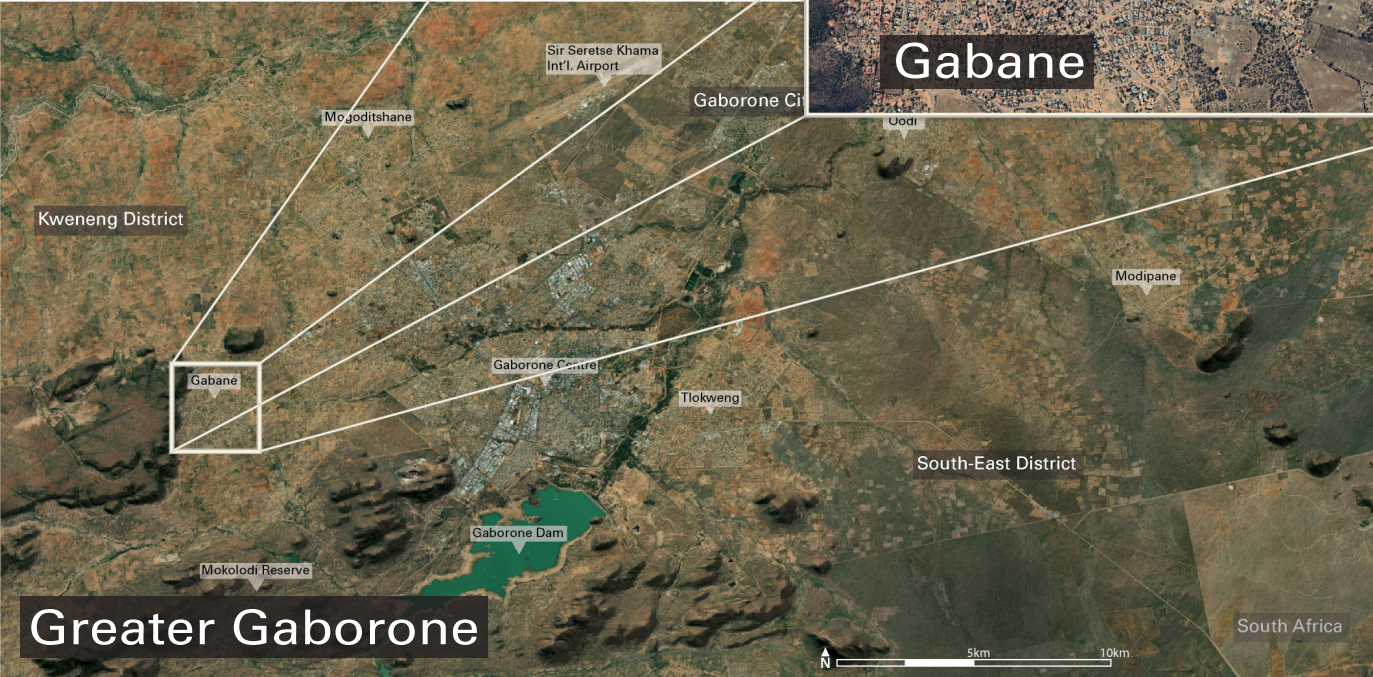 Sir Seretse Khama
Int'l. Airport
Gabane
Gaborone Ci
Mogoditshane
Oodi
Kweneng District
Modipane
Gaborone Centre
Gabane
Tlokweng
South-East District
Gaborone Dam
Mokolodi Reserve
Greater Gaborone
South Africa
N
5km
10km